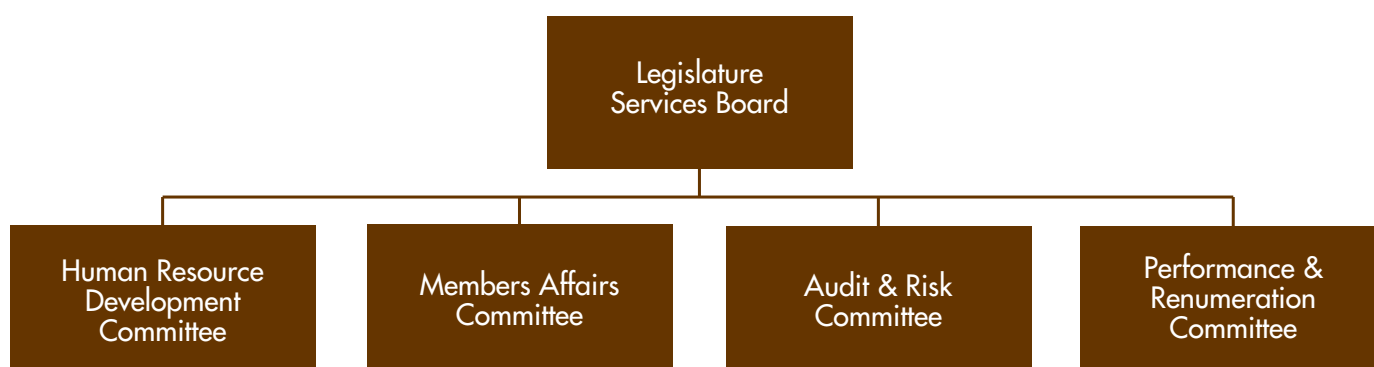 Legislature
Services Board
Human Resource
Development
Committee
Members Affairs
Committee
Audit & Risk
Committee
Performance &
Renumeration
Committee